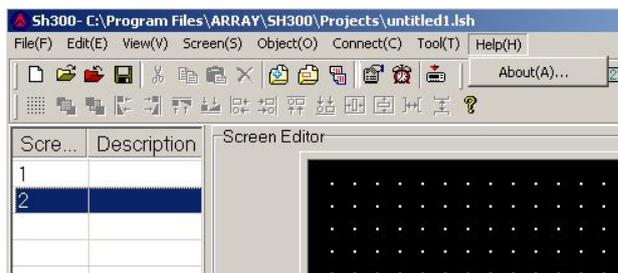 Sh300- C:\Program Files\ARRAY\SH300\Projects\untitled1.lsh
File(F) Edit(E) View(V) Screen(S) Object(O) Connect(C) Tool(T) Help(H)
About(A)...
Scre... Description
Screen Editor
1
2